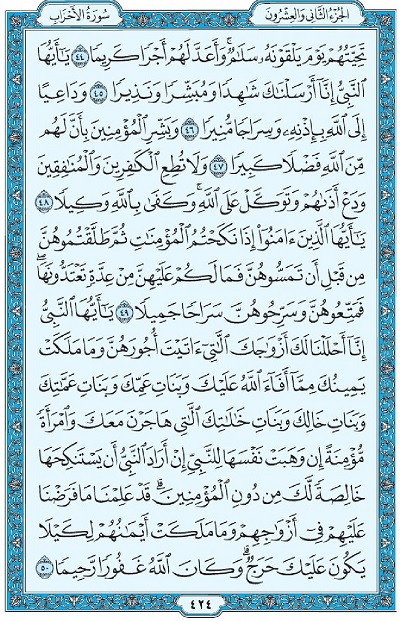 الجزء الثاني والعشرون
سورة الأحزاب
تَحِيَّتُهُمْ يَوْمَ يَلْقَوْنَهُۥ سَلَٰمٌۚ وَأَعَدَّ لَهُمْ أَجْرًا كَرِيمًا ٤٤ يَٰٓأَيُّهَا
ٱلنَّبِىُّ إِنَّآ أَرْسَلْنَٰكَ شَٰهِدًا وَمُبَشِّرًا وَنَذِيرًا ٤٥ وَدَاعِيًا
إِلَى ٱللَّهِ بِإِذْنِهِۦ وَسِرَاجًا مُّنِيرًا ٤٦ وَبَشِّرِ ٱلْمُؤْمِنِينَ بِأَنَّ لَهُم
مِّنَ ٱللَّهِ فَضْلًا كَبِيرًا ٤٧ وَلَا تُطِعِ ٱلْكَٰفِرِينَ وَٱلْمُنَٰفِقِينَ
وَدَعْ أَذَىٰهُمْ وَتَوَكَّلْ عَلَى ٱللَّهِۚ وَكَفَىٰ بِٱللَّهِ وَكِيلًا ٤٨
يَٰٓأَيُّهَا ٱلَّذِينَ ءَامَنُوٓا۟ إِذَا نَكَحْتُمُ ٱلْمُؤْمِنَٰتِ ثُمَّ طَلَّقْتُمُوهُنَّ
مِن قَبْلِ أَن تَمَسُّوهُنَّ فَمَا لَكُمْ عَلَيْهِنَّ مِنْ عِدَّةٍ تَعْتَدُّونَهَاۖ
فَمَتِّعُوهُنَّ وَسَرِّحُوهُنَّ سَرَاحًا جَمِيلًا ٤٩ يَٰٓأَيُّهَا ٱلنَّبِىُّ
إِنَّآ أَحْلَلْنَا لَكَ أَزْوَٰجَكَ ٱلَّٰتِىٓ ءَاتَيْتَ أُجُورَهُنَّ وَمَا مَلَكَتْ
يَمِينُكَ مِمَّآ أَفَآءَ ٱللَّهُ عَلَيْكَ وَبَنَاتِ عَمِّكَ وَبَنَاتِ عَمَّٰتِكَ
وَبَنَاتِ خَالِكَ وَبَنَاتِ خَٰلَٰتِكَ ٱلَّٰتِى هَاجَرْنَ مَعَكَ وَٱمْرَأَةً
مُّؤْمِنَةً إِن وَهَبَتْ نَفْسَهَا لِلنَّبِىِّ إِنْ أَرَادَ ٱلنَّبِىُّ أَن يَسْتَنكِحَهَا
خَالِصَةً لَّكَ مِن دُونِ ٱلْمُؤْمِنِينَۗ قَدْ عَلِمْنَا مَا فَرَضْنَا
عَلَيْهِمْ فِىٓ أَزْوَٰجِهِمْ وَمَا مَلَكَتْ أَيْمَٰنُهُمْ لِكَيْلَا
يَكُونَ عَلَيْكَ حَرَجٌۗ وَكَانَ ٱللَّهُ غَفُورًا رَّحِيمًا ٥٠
٤٢٤